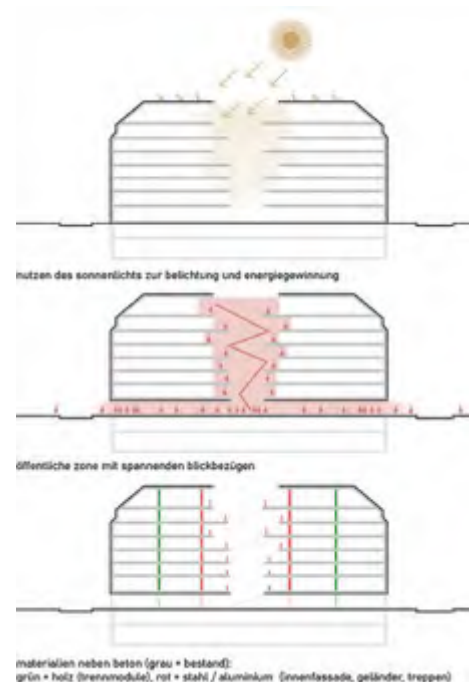 nutzen des sonnenlichts zur belichtung und energiegewinnung
öffentliche zone mit spannenden blickbezügen
materialien neben beton (grau = bestand):
grün = holz (trennmodule), rot = stahl / aluminium (innenfassade, geländer, treppen)